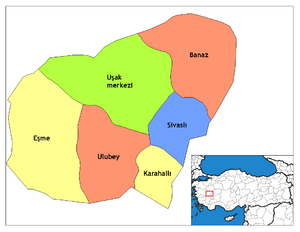 Banaz
Uşak
merkezi
Sivaslı
Eşme
Ulubey
Karahallı